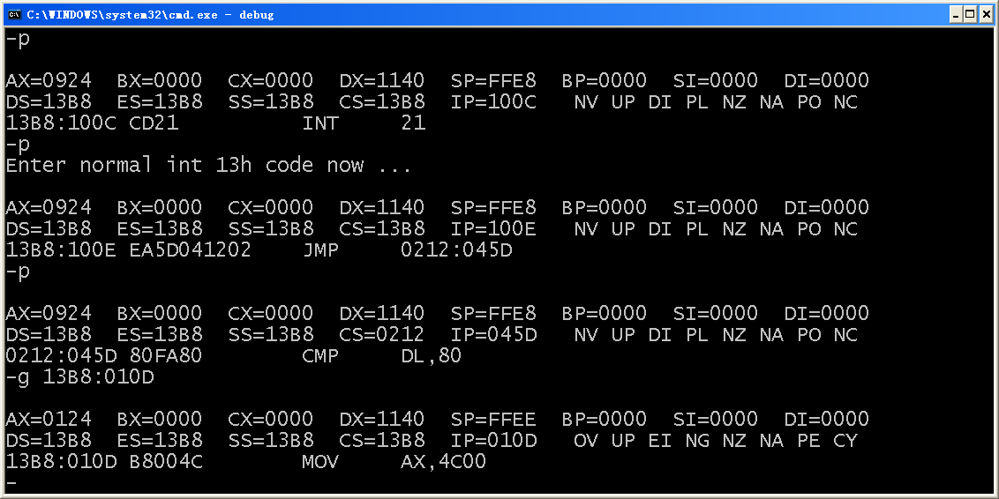 C:\WINDOWS\system32\cmd.exe - debug
-p
AX=0924  BX=0000  CX=0000  DX=1140  SP=FFE8  BP=0000  SI=0000  DI=0000
DS=13B8  ES=13B8  SS=13B8  CS=13B8  IP=100C   NV UP DI PL NZ NA PO NC
13B8:100C CD21          INT     21
-p
Enter normal int 13h code now ...
AX=0924  BX=0000  CX=0000  DX=1140  SP=FFE8  BP=0000  SI=0000  DI=0000
DS=13B8  ES=13B8  SS=13B8  CS=13B8  IP=100E   NV UP DI PL NZ NA PO NC
13B8:100E EA5D041202    JMP     0212:045D
-p
AX=0924  BX=0000  CX=0000  DX=1140  SP=FFE8  BP=0000  SI=0000  DI=0000
DS=13B8  ES=13B8  SS=13B8  CS=0212  IP=045D   NV UP DI PL NZ NA PO NC
0212:045D 80FA80        CMP     DL,80
-g 13B8:010D
AX=0124  BX=0000  CX=0000  DX=1140  SP=FFEE  BP=0000  SI=0000  DI=0000
DS=13B8  ES=13B8  SS=13B8  CS=13B8  IP=010D   OV UP EI NG NZ NA PE CY
13B8:010D B8004C        MOV     AX,4C00
-